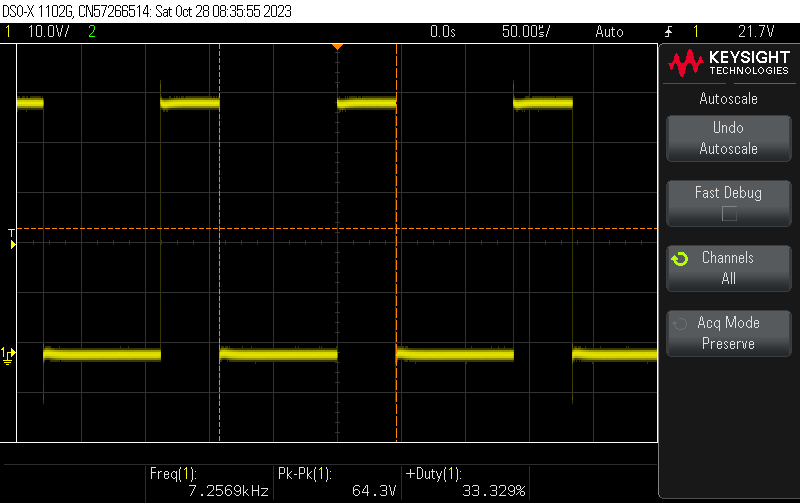 DSO-X 1102G, CN57266514: Sat Oct 28 08:35:55 2023
1 10.0V/ 2 0.0s 50.00us/ Auto 1 21.7V
KEYSIGHT
TECHNOLOGIES
Autoscale
Undo
Autoscale
Fast Debug
Channels
All
Acq Mode
Preserve
T
1
Freq(1): Pk-Pk(1): +Duty(1):
7.2569kHz 64.3V 33.329%